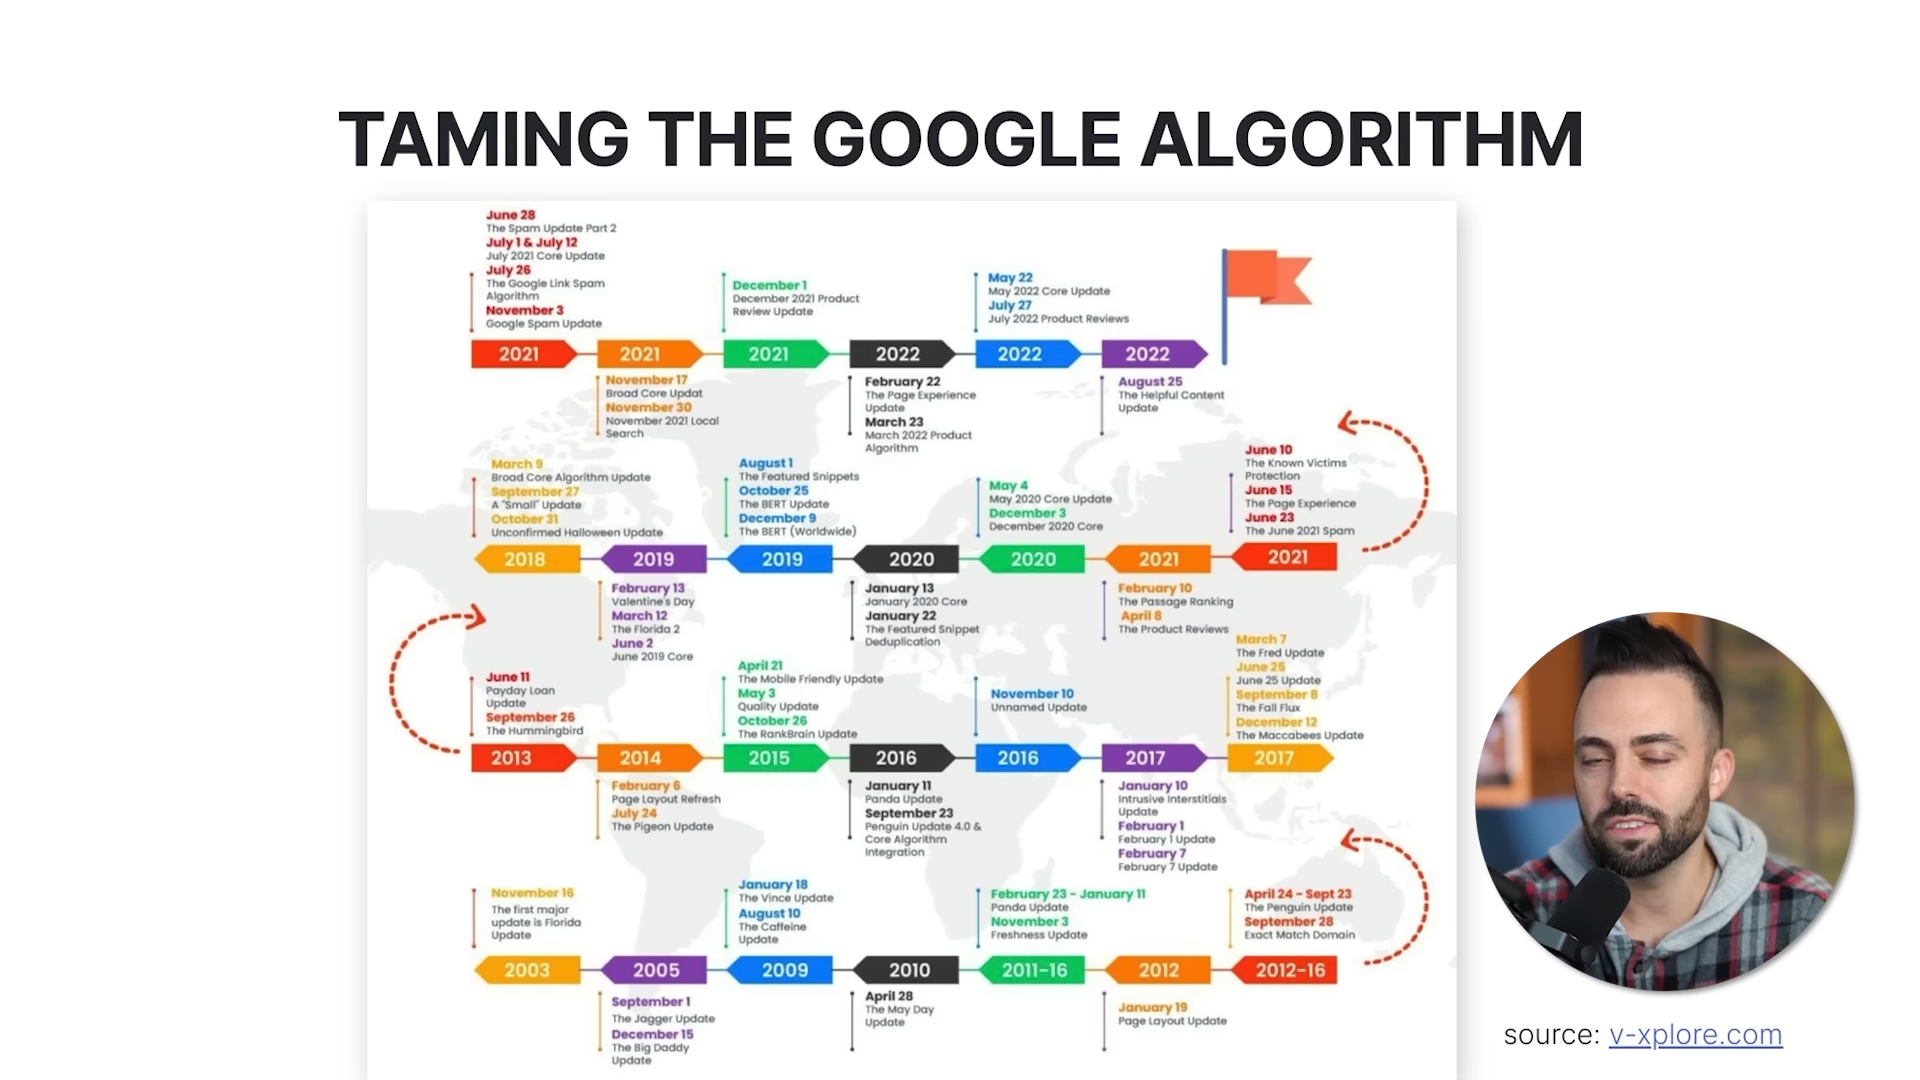 TAMING THE GOOGLE ALGORITHM
June 28
The Spam Update Part 2
July 1 & July 12
July 2021 Core Update
July 26
The Google Link Spam
Algorithm
November 3
Google Spam Update
December 1
December 2021 Product
Review Update
May 22
May 2022 Core Update
July 27
July 2022 Product Reviews
2021
2021
2021
2022
2022
2022
November 17
Broad Core Updat
November 30
November 2021 Local
Search
February 22
The Page Experience
Update
March 23
March 2022 Product
Algorithm
August 25
The Helpful Content
Update
March 9
Broad Core Algorithm Update
September 27
A "Small" Update
October 31
Unconfirmed Halloween Update
August 1
The Featured Snippets
October 25
The BERT Update
December 9
The BERT (Worldwide)
May 4
May 2020 Core Update
December 3
December 2020 Core
June 10
The Known Victims
Protection
June 15
The Page Experience
June 23
The June 2021 Spam
2018
2019
2019
2020
2020
2021
2021
February 13
Valentine's Day
March 12
The Florida 2
June 2
June 2019 Core
January 13
January 2020 Core
January 22
The Featured Snippet
Deduplication
February 10
The Passage Ranking
April 8
The Product Reviews
June 11
Payday Loan
Update
September 26
The Hummingbird
April 21
The Mobile Friendly Update
May 3
Quality Update
October 26
The RankBrain Update
November 10
Unnamed Update
March 7
The Fred Update
June 25
June 25 Update
September 8
The Fall Flux
December 12
The Maccabees Update
2013
2014
2015
2016
2016
2017
2017
February 6
Page Layout Refresh
July 24
The Pigeon Update
January 11
Panda Update
September 23
Penguin Update 4.0 &
Core Algorithm
Integration
January 10
Intrusive Interstitials
Update
February 1
February 1 Update
February 7
February 7 Update
November 16
The first major
update is Florida
Update
January 18
The Vince Update
August 10
The Caffeine
Update
February 23 - January 11
Panda Update
November 3
Freshness Update
April 24 - Sept 23
The Penguin Update
September 28
Exact Match Domain
2003
2005
2009
2010
2011-16
2012
2012-16
September 1
The Jagger Update
December 15
The Big Daddy
Update
April 28
The May Day
Update
January 19
Page Layout Update
source: v-xplore.com